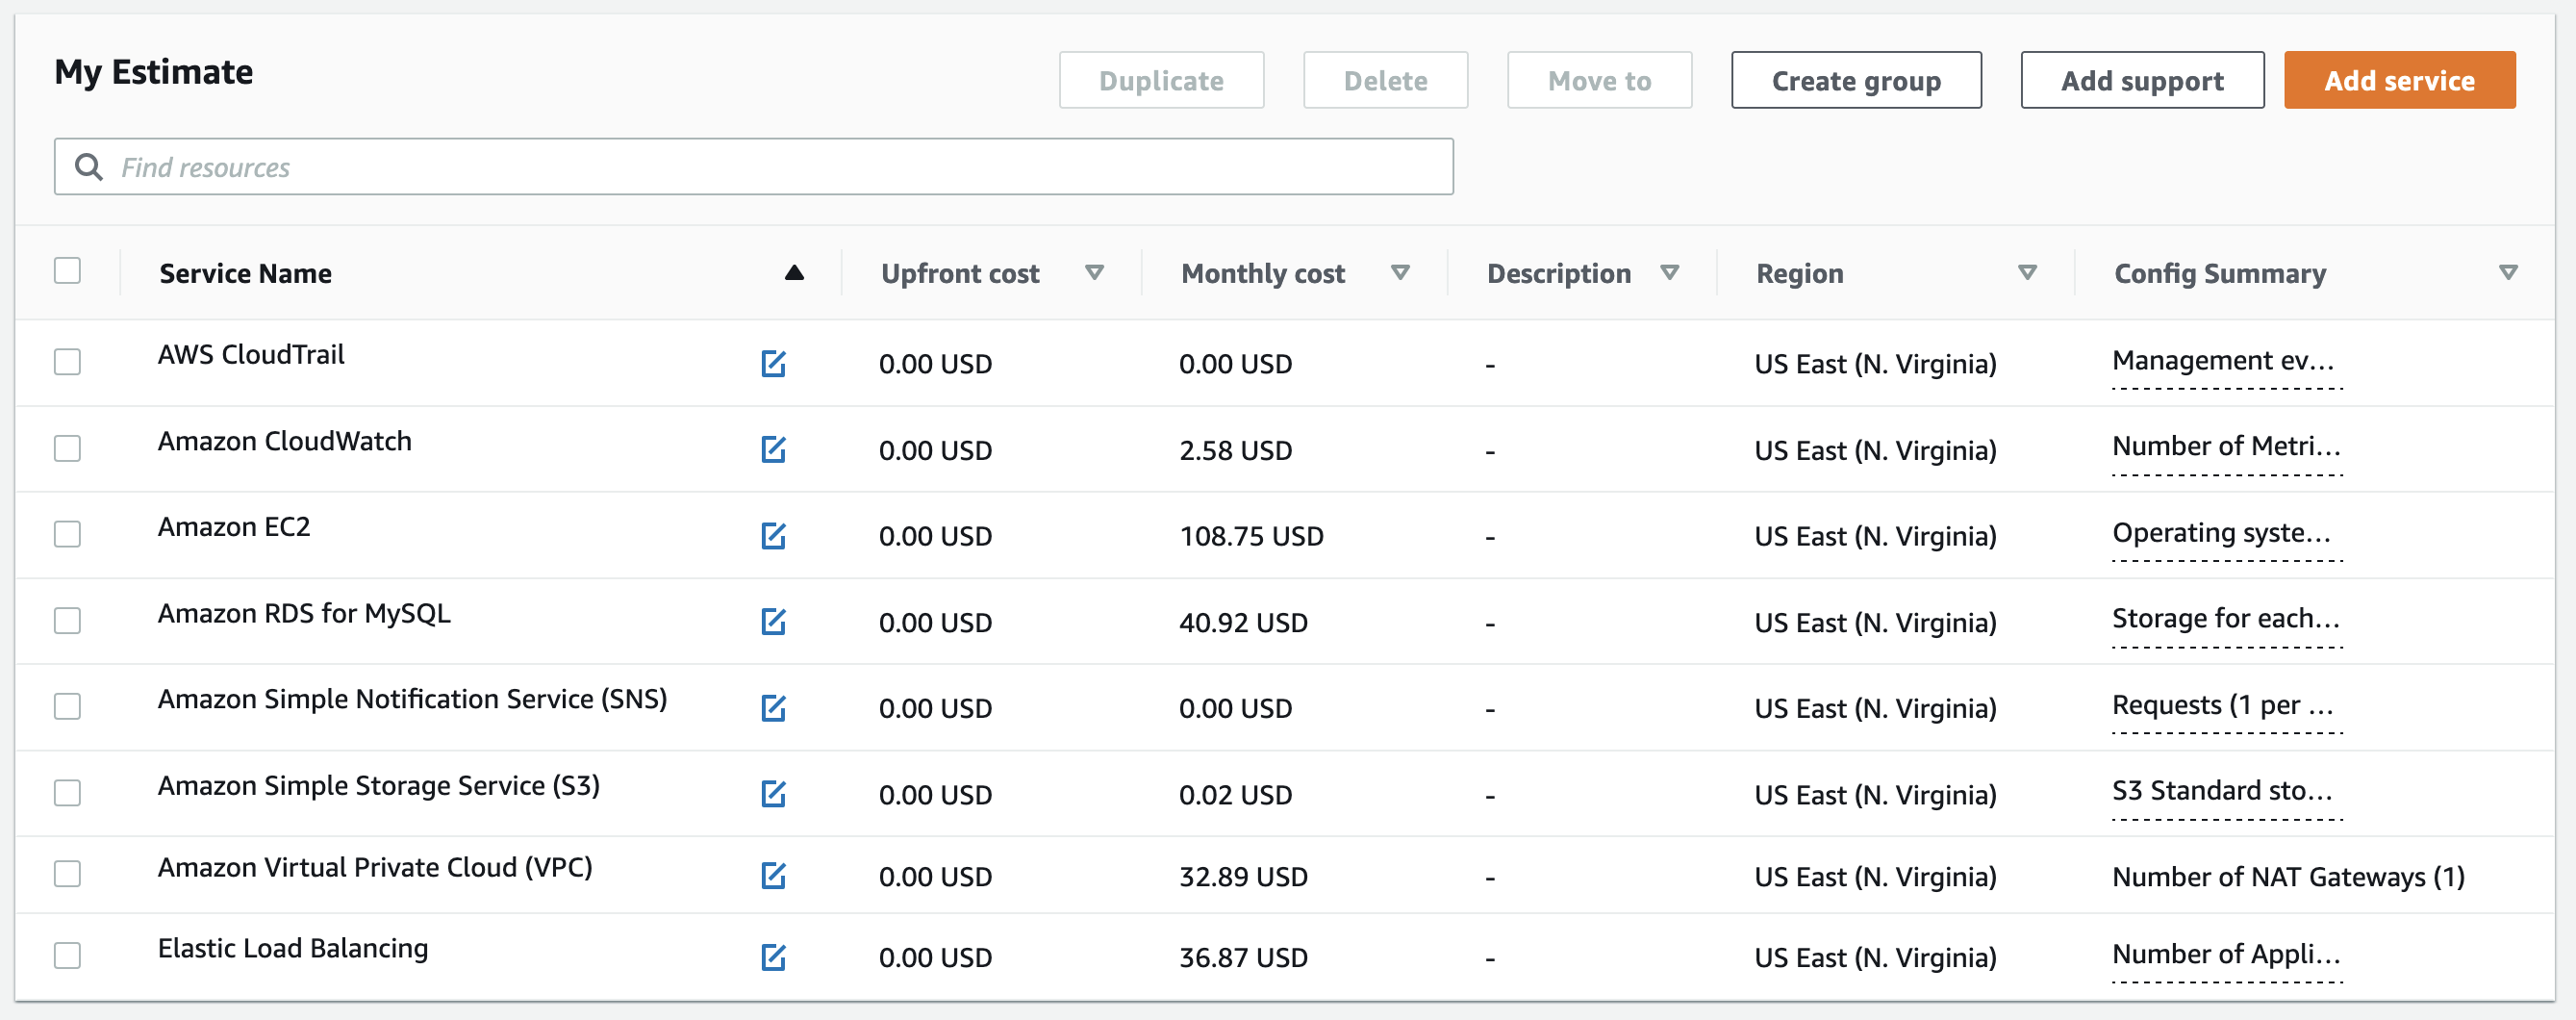 My Estimate
Duplicate Delete Move to Create group Add support Add service
Find resources
Service Name Upfront cost Monthly cost Description Region Config Summary
AWS CloudTrail 0.00 USD 0.00 USD - US East (N. Virginia) Management ev...
Amazon CloudWatch 0.00 USD 2.58 USD - US East (N. Virginia) Number of Metri...
Amazon EC2 0.00 USD 108.75 USD - US East (N. Virginia) Operating syste...
Amazon RDS for MySQL 0.00 USD 40.92 USD - US East (N. Virginia) Storage for each...
Amazon Simple Notification Service (SNS) 0.00 USD 0.00 USD - US East (N. Virginia) Requests (1 per ...
Amazon Simple Storage Service (S3) 0.00 USD 0.02 USD - US East (N. Virginia) S3 Standard sto...
Amazon Virtual Private Cloud (VPC) 0.00 USD 32.89 USD - US East (N. Virginia) Number of NAT Gateways (1)
Elastic Load Balancing 0.00 USD 36.87 USD - US East (N. Virginia) Number of Appli...